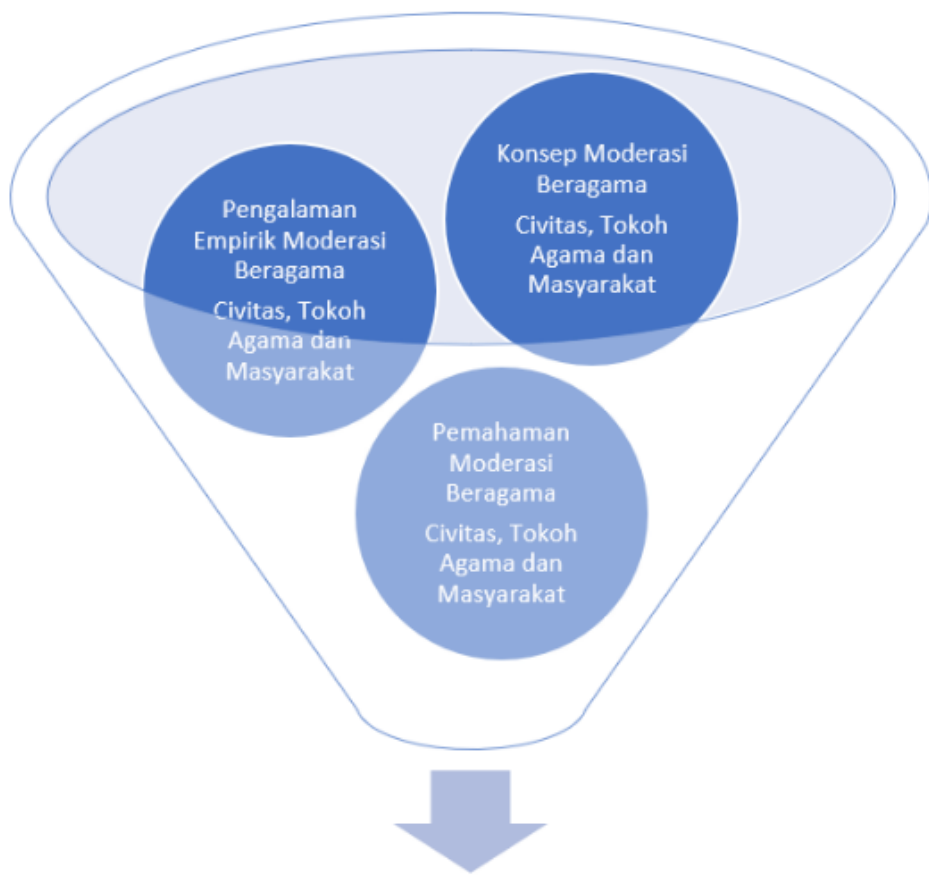 Konsep Moderasi
Beragama
Civitas, Tokoh
Agama dan
Masyarakat
Pengalaman
Empirik Moderasi
Beragama
Civitas, Tokoh
Agama dan
Masyarakat
Pemahaman
Moderasi
Beragama
Civitas, Tokoh
Agama dan
Masyarakat